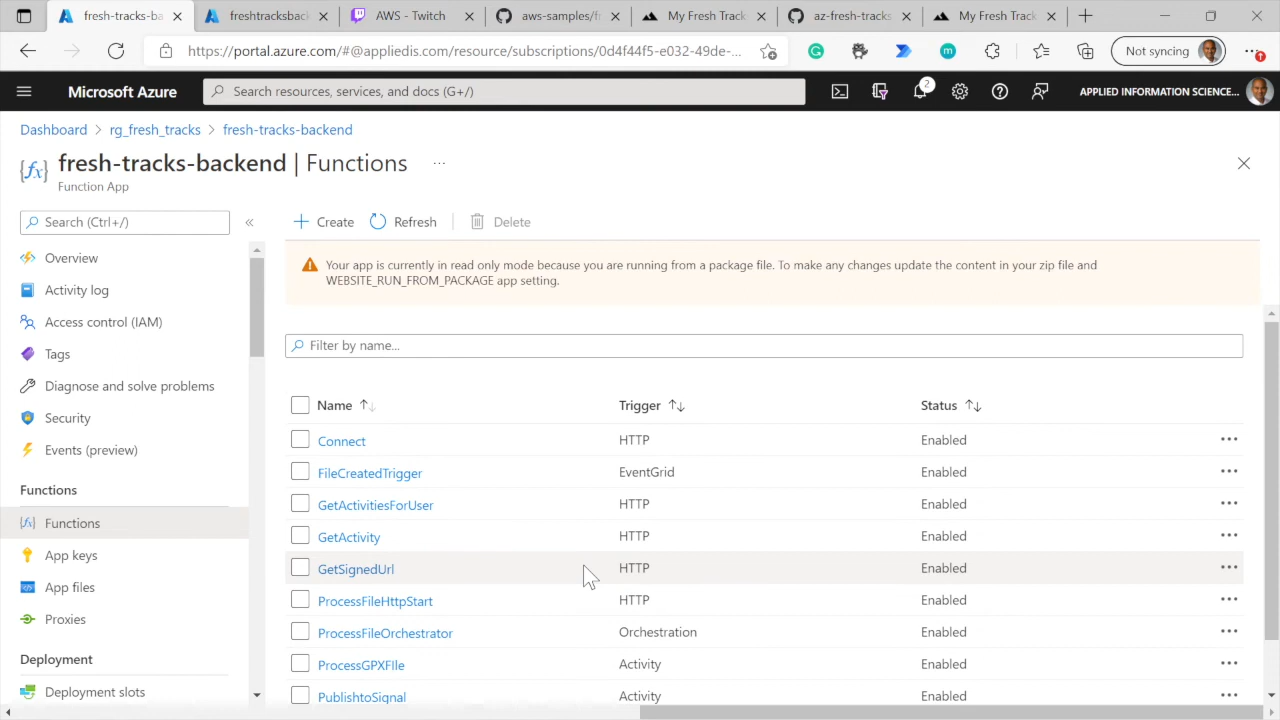 fresh-tracks-ba
freshtracksback
AWS - Twitch
aws-samples/fr
My Fresh Track
az-fresh-tracks
My Fresh Track
https://portal.azure.com/#@appliedis.com/resource/subscriptions/0d4f44f5-e032-49de-...
Not syncing
Microsoft Azure
Search resources, services, and docs (G+/)
2
APPLIED INFORMATION SCIENCE...
Dashboard > rg_fresh_tracks > fresh-tracks-backend
fresh-tracks-backend | Functions ...
Function App
Search (Ctrl+/)
«
Create
Refresh
Delete
Overview
Activity log
Access control (IAM)
Tags
Diagnose and solve problems
Security
Events (preview)
Functions
Functions
App keys
App files
Proxies
Deployment
Deployment slots
Your app is currently in read only mode because you are running from a package file. To make any changes update the content in your zip file and
WEBSITE_RUN_FROM_PACKAGE app setting.
Filter by name...
Name Trigger Status
Connect HTTP Enabled
FileCreatedTrigger EventGrid Enabled
GetActivitiesForUser HTTP Enabled
GetActivity HTTP Enabled
GetSignedUrl HTTP Enabled
ProcessFileHttpStart HTTP Enabled
ProcessFileOrchestrator Orchestration Enabled
ProcessGPXFIle Activity Enabled
PublishtoSignal Activity Enabled